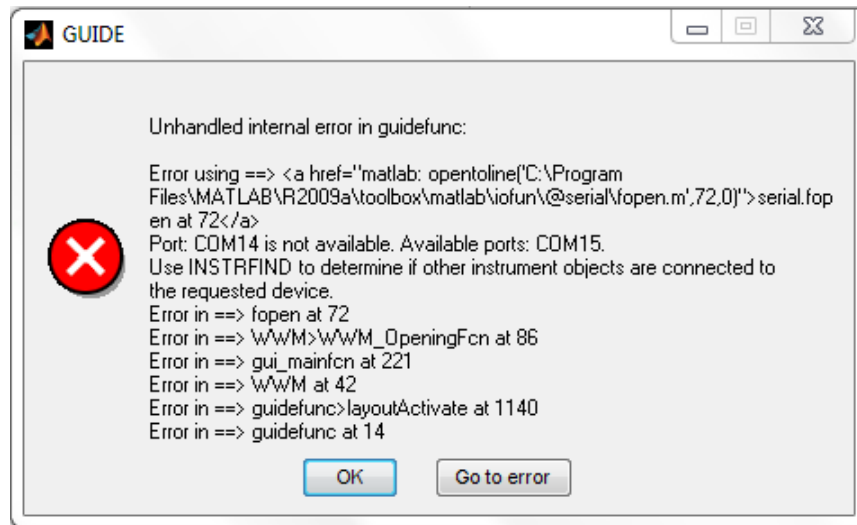 GUIDE
Unhandled internal error in guidefunc:
Error using ==> <a href="matlab: opentoline('C:\Program
Files\MATLAB\R2009a\toolbox\matlab\iofun\@serial\fopen.m',72,0)">serial.fop
en at 72</a>
Port: COM14 is not available. Available ports: COM15.
Use INSTRFIND to determine if other instrument objects are connected to
the requested device.
Error in ==> fopen at 72
Error in ==> WWM>WWM_OpeningFcn at 86
Error in ==> gui_mainfcn at 221
Error in ==> WWM at 42
Error in ==> guidefunc>layoutActivate at 1140
Error in ==> guidefunc at 14
OK
Go to error